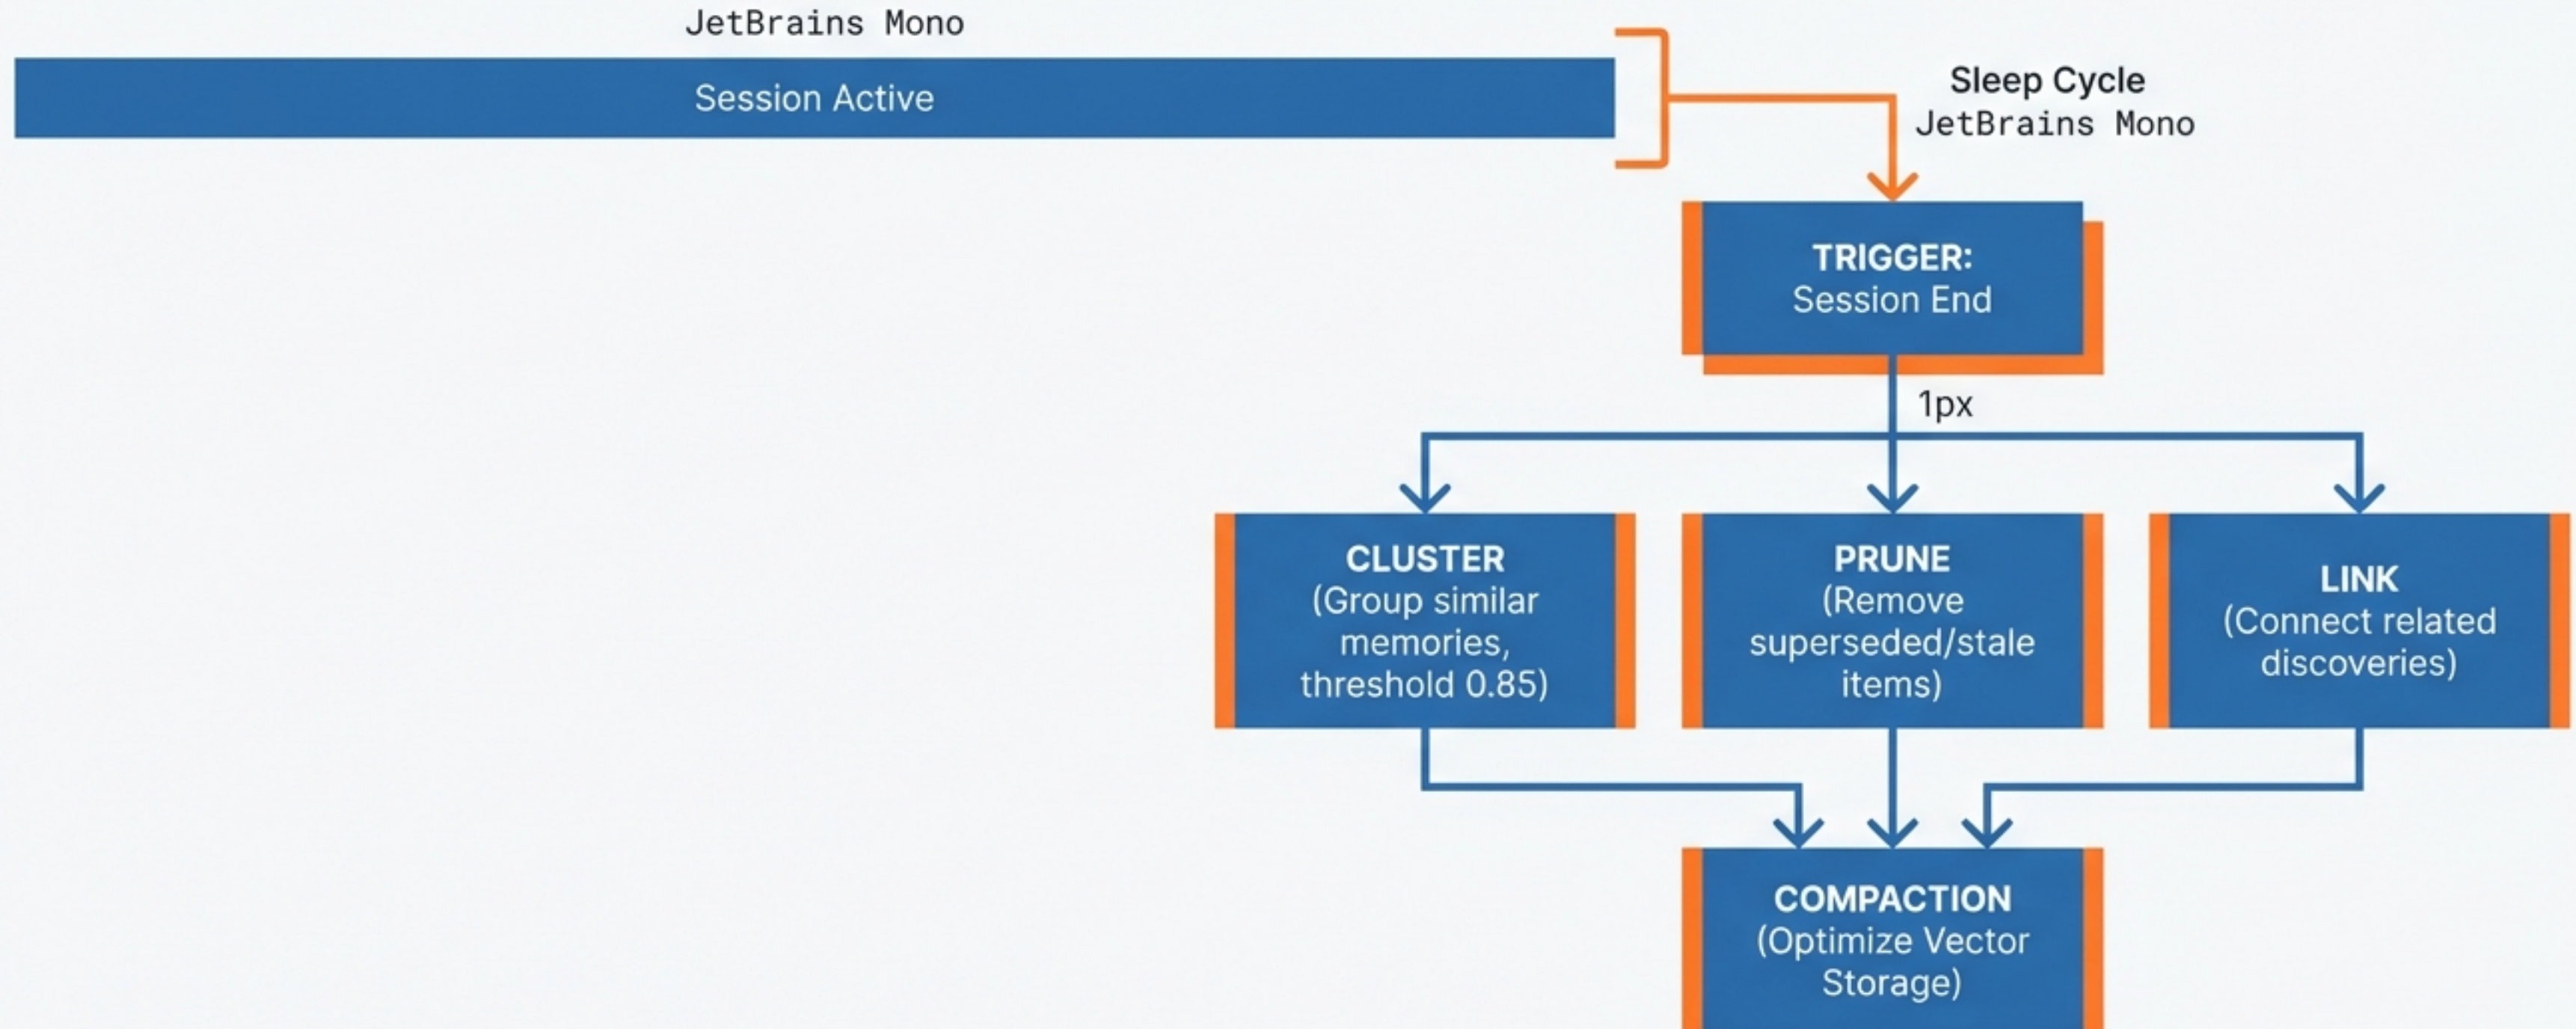 JetBrains Mono
Session Active
Sleep Cycle
JetBrains Mono
TRIGGER:
Session End
1px
CLUSTER
(Group similar
memories,
threshold 0.85)
PRUNE
(Remove
superseded/stale
items)
LINK
(Connect related
discoveries)
COMPACTION
(Optimize Vector
Storage)